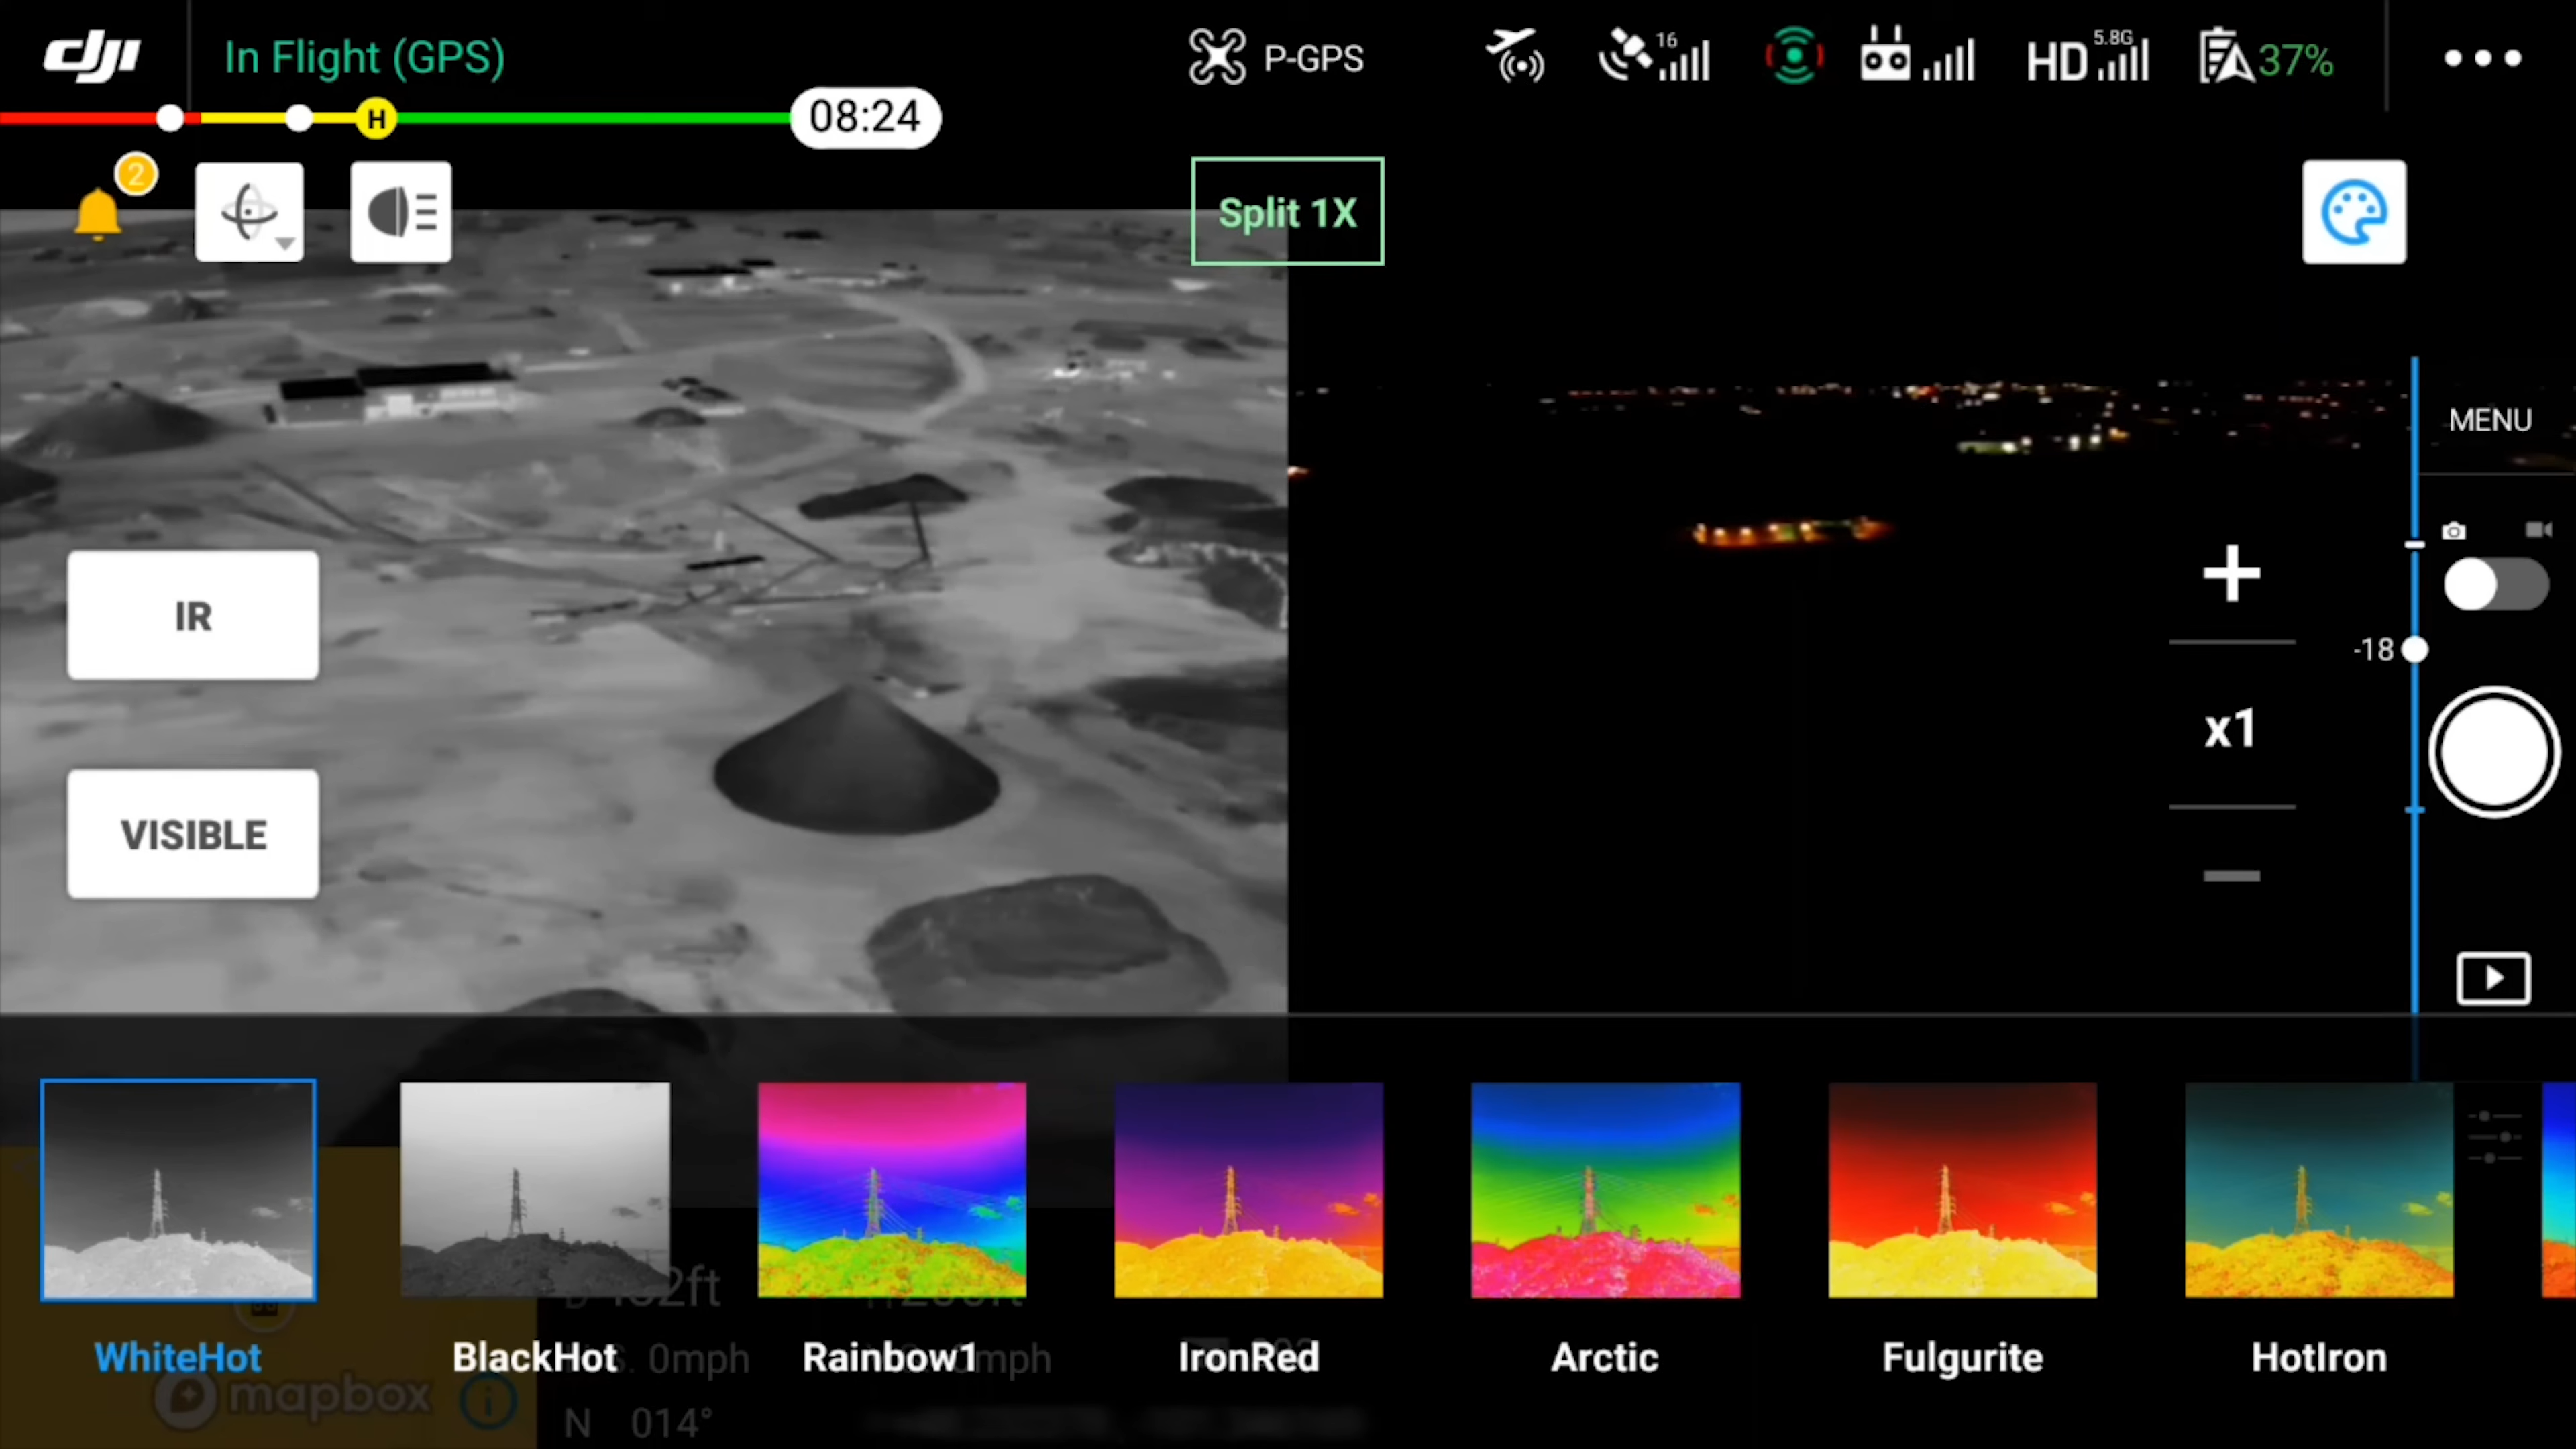 dji
In Flight (GPS)
P-GPS
16
HD
5.8G
37%
H
08:24
2
Split 1X
MENU
IR
-18
x1
VISIBLE
WhiteHot
BlackHot
Rainbow1
IronRed
Arctic
Fulgurite
HotIron
0mph
mph
mapbox
i
N 014°